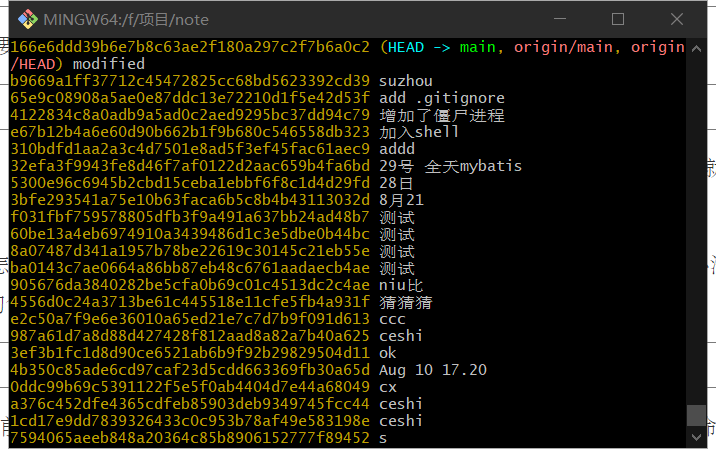 MINGW64:/f/项目/note
166e6ddd39b6e7b8c63ae2f180a297c2f7b6a0c2 (HEAD -> main, origin/main, origin
/HEAD) modified
b9669a1ff37712c45472825cc68bd5623392cd39 suzhou
65e9c08908a5ae0e87ddc13e72210d1f5e42d53f add .gitignore
4122834c8a0adb9a5ad0c2aed9295bc37dd94c79 增加了僵尸进程
e67b12b4a6e60d90b662b1f9b680c546558db323 加入shell
310bdfd1aa2a3c4d7501e8ad5f3ef45fac61aec9 addd
32efa3f9943fe8d46f7af0122d2aac659b4fa6bd 29号 全天mybatis
5300e96c6945b2cbd15ceba1ebbf6f8c1d4d29fd 28日
3bfe293541a75e10b63faca6b5c8b4b43113032d 8月21
f031fbf759578805dfb3f9a491a637bb24ad48b7 测试
60be13a4eb6974910a3439486d1c3e5dbe0b44bc 测试
8a07487d341a1957b78be22619c30145c21eb55e 测试
ba0143c7ae0664a86bb87eb48c6761aadaecb4ae 测试
905676da3840282be5cfa0b69c01c4513dc2c4ae niu比
4556d0c24a3713be61c445518e11cfe5fb4a931f 猜猜猜
e2c50a7f9e6e36010a65ed21e7c7d7b9f091d613 ccc
987a61d7a8d88d427428f812aad8a82a7b40a625 ceshi
3ef3b1fc1d8d90ce6521ab6b9f92b29829504d11 ok
4b350c85ade6cd97caf23d5cdd663369fb30a65d Aug 10 17.20
0ddc99b69c5391122f5e5f0ab4404d7e44a68049 cx
a376c452dfe4365cdfeb85903deb9349745fcc44 ceshi
1cd17e9dd7839326433c0c953b78af49e583198e ceshi
7594065aeeb848a20364c85b8906152777f89452 s